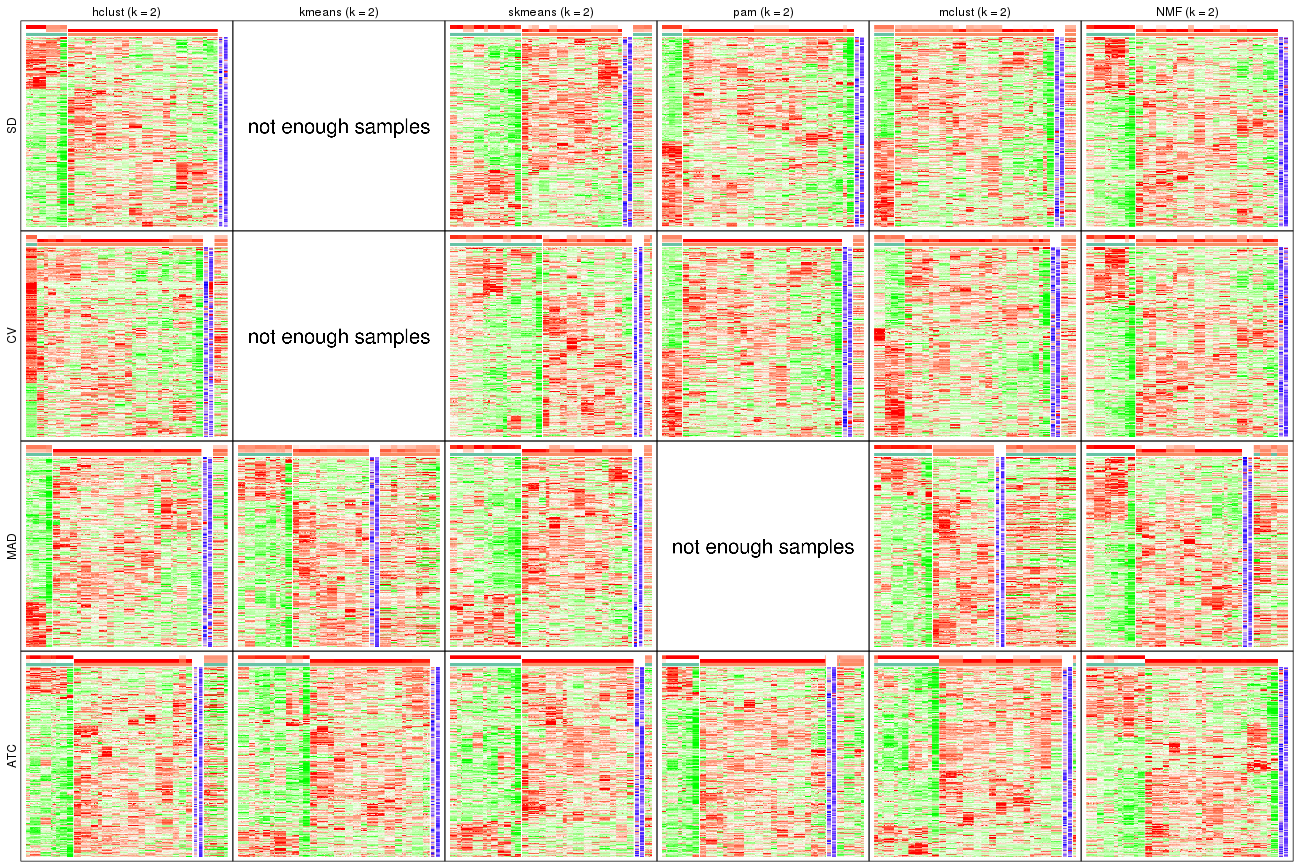 hclust (k = 2) kmeans (k = 2) skmeans (k = 2) pam (k = 2) mclust (k = 2) NMF (k = 2)
SD
not enough samples
CV
not enough samples
MAD
not enough samples
ATC